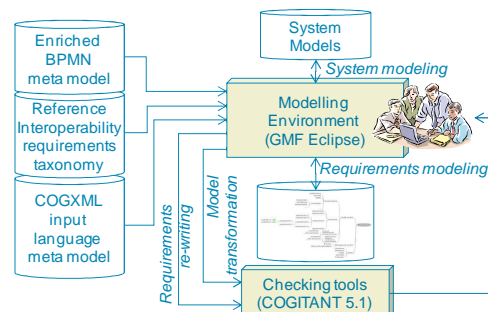 Enriched
BPMN
meta model
Reference
Interoperability
requirements
taxonomy
COGXML
input
language
meta model
System
Models
System modeling
Modelling
Environment
(GMF Eclipse)
Requirements modeling
Requirements
re-writing
Model
transformation
Checking tools
(COGITANT 5.1)